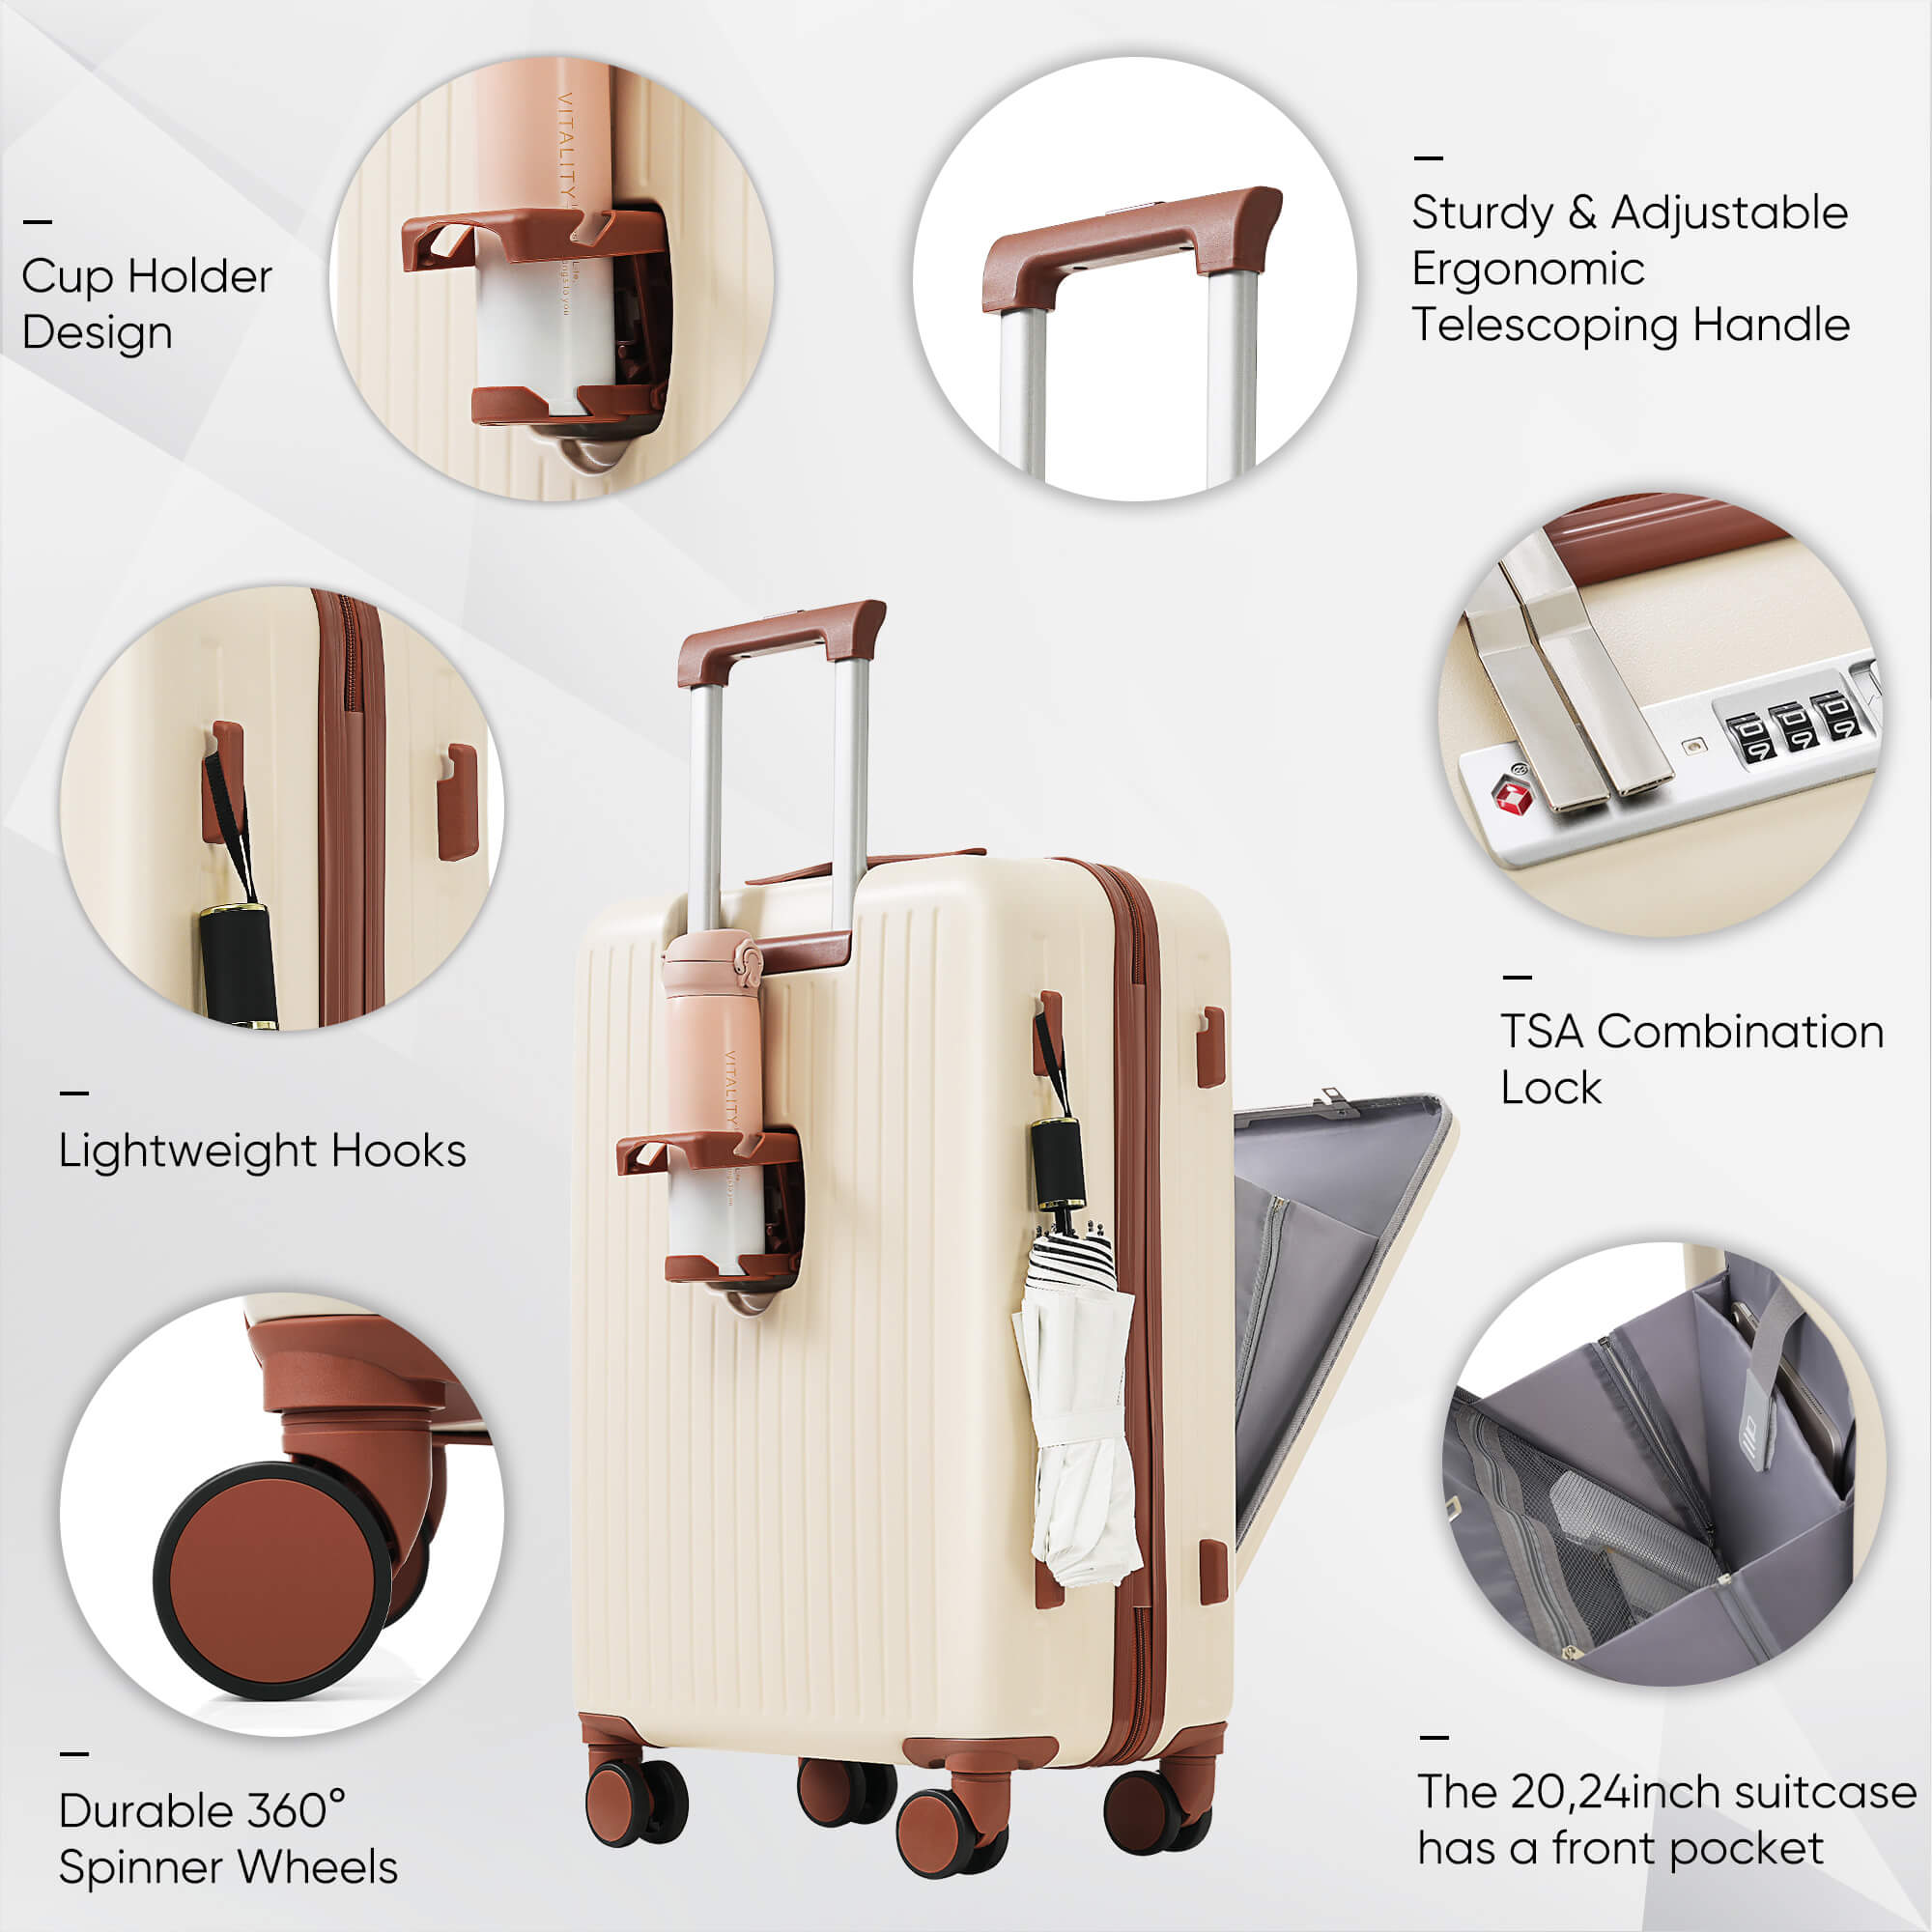 Cup Holder
Design
VITALITY
Sturdy & Adjustable
Ergonomic
Telescoping Handle
TSA Combination
Lock
Lightweight Hooks
VITALITY
Durable 360°
Spinner Wheels
The 20,24inch suitcase
has a front pocket